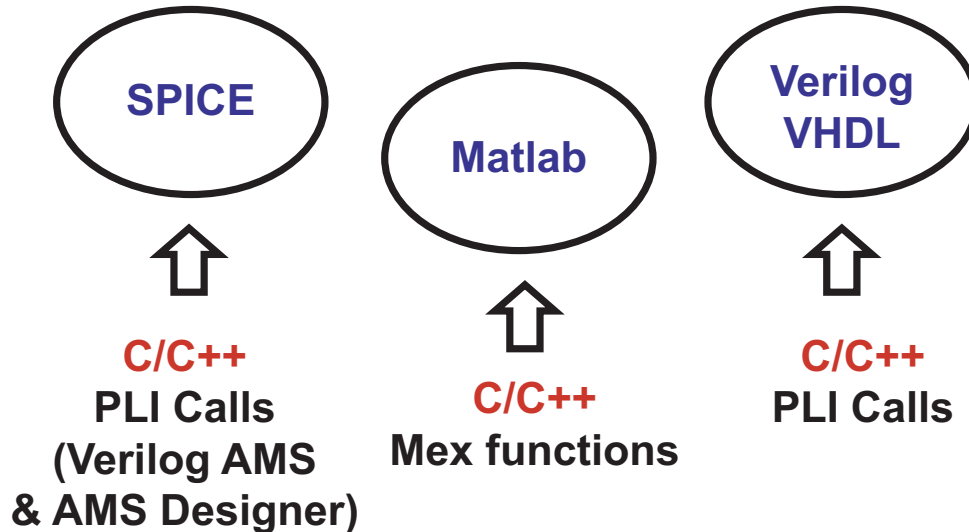 SPICE
C/C++
PLI Calls
(Verilog AMS
& AMS Designer)
Matlab
C/C++
Mex functions
Verilog
VHDL
C/C++
PLI Calls